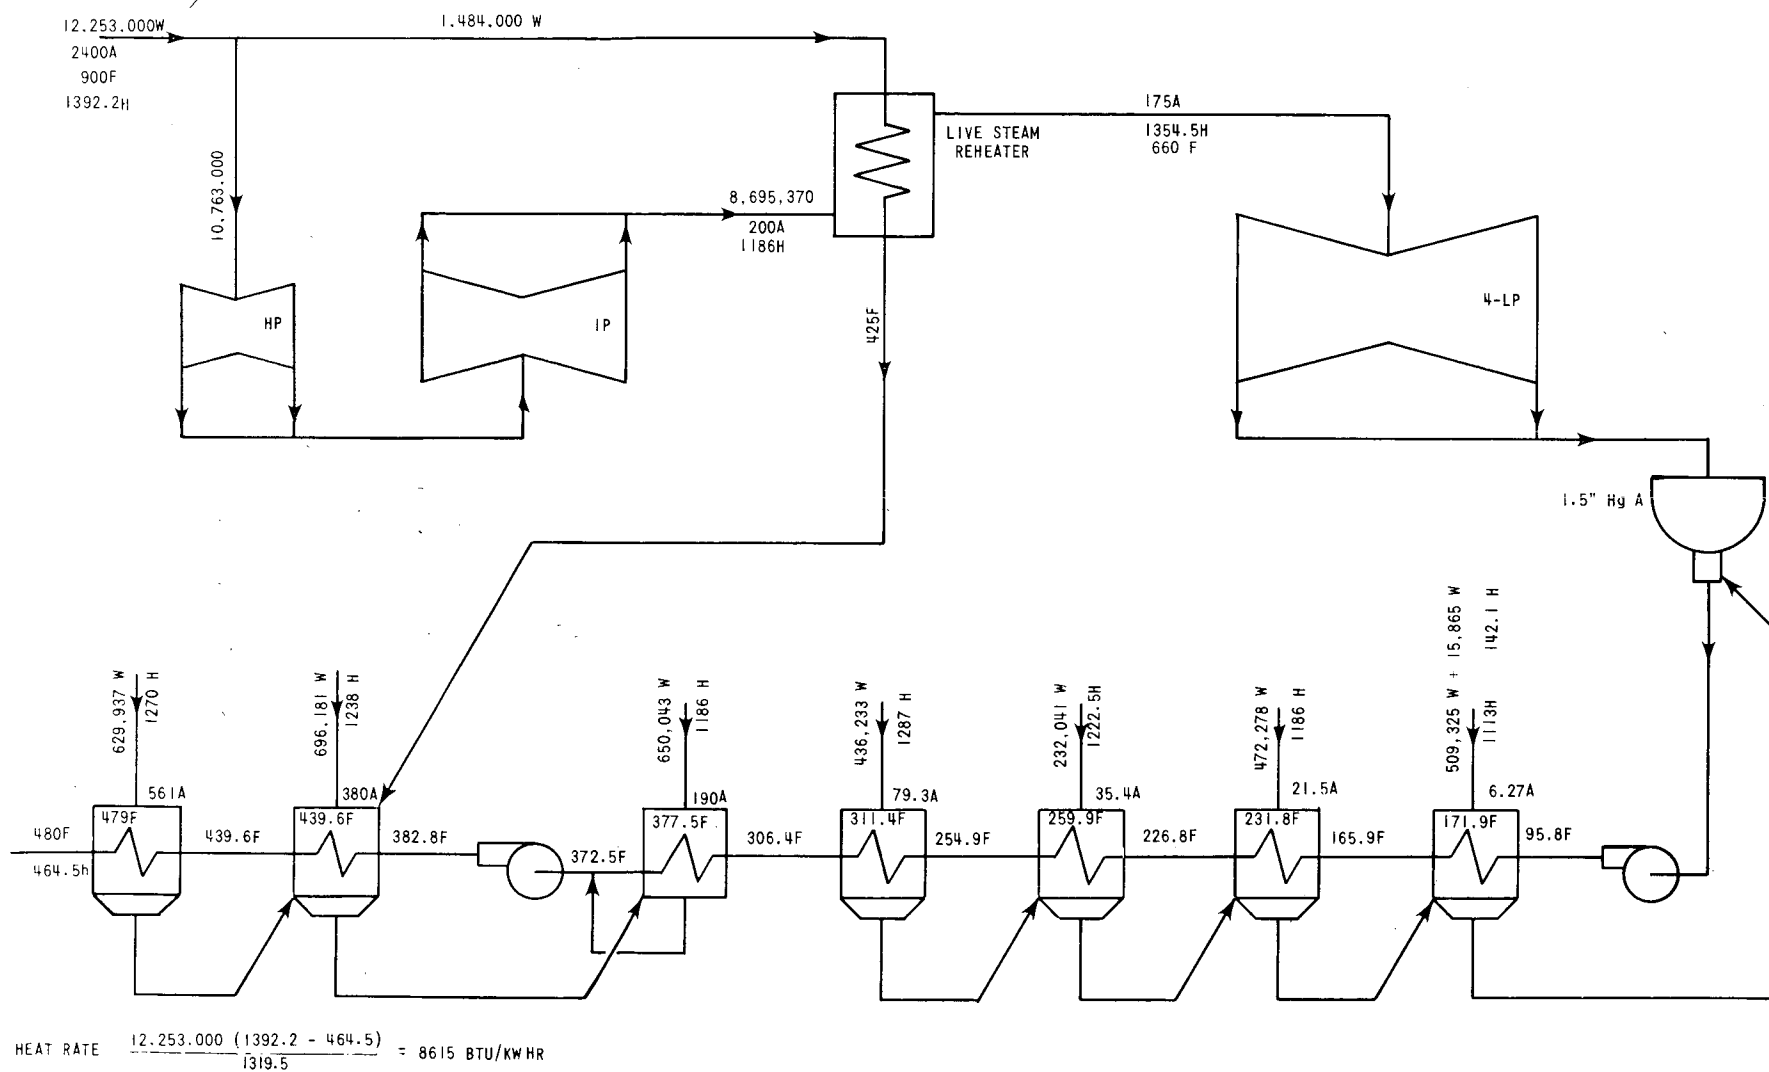 12.253.000W
2400A
900F
1392.2H
1.484.000 W
10,763.000
HP
IP
8,695,370
200A
1186H
LIVE STEAM
REHEATER
175A
1354.5H
660 F
425F
4-LP
1.5" Hg A
629,937 W
1270 H
561A
479F
480F
464.5h
439.6F
696,181 W
1238 H
380A
439.6F
382.8F
372.5F
650,043 W
1186 H
190A
377.5F
306.4F
436,233 W
1287 H
79.3A
311.4F
254.9F
232,041 W
1222.5H
35.4A
259.9F
226.8F
472,278 W
1186 H
21.5A
231.8F
165.9F
509,325 W + 15,865 W
1113H 142.1 H
6.27A
171.9F
95.8F
HEAT RATE 12.253.000 (1392.2 - 464.5) = 8615 BTU/KWHR
1319.5